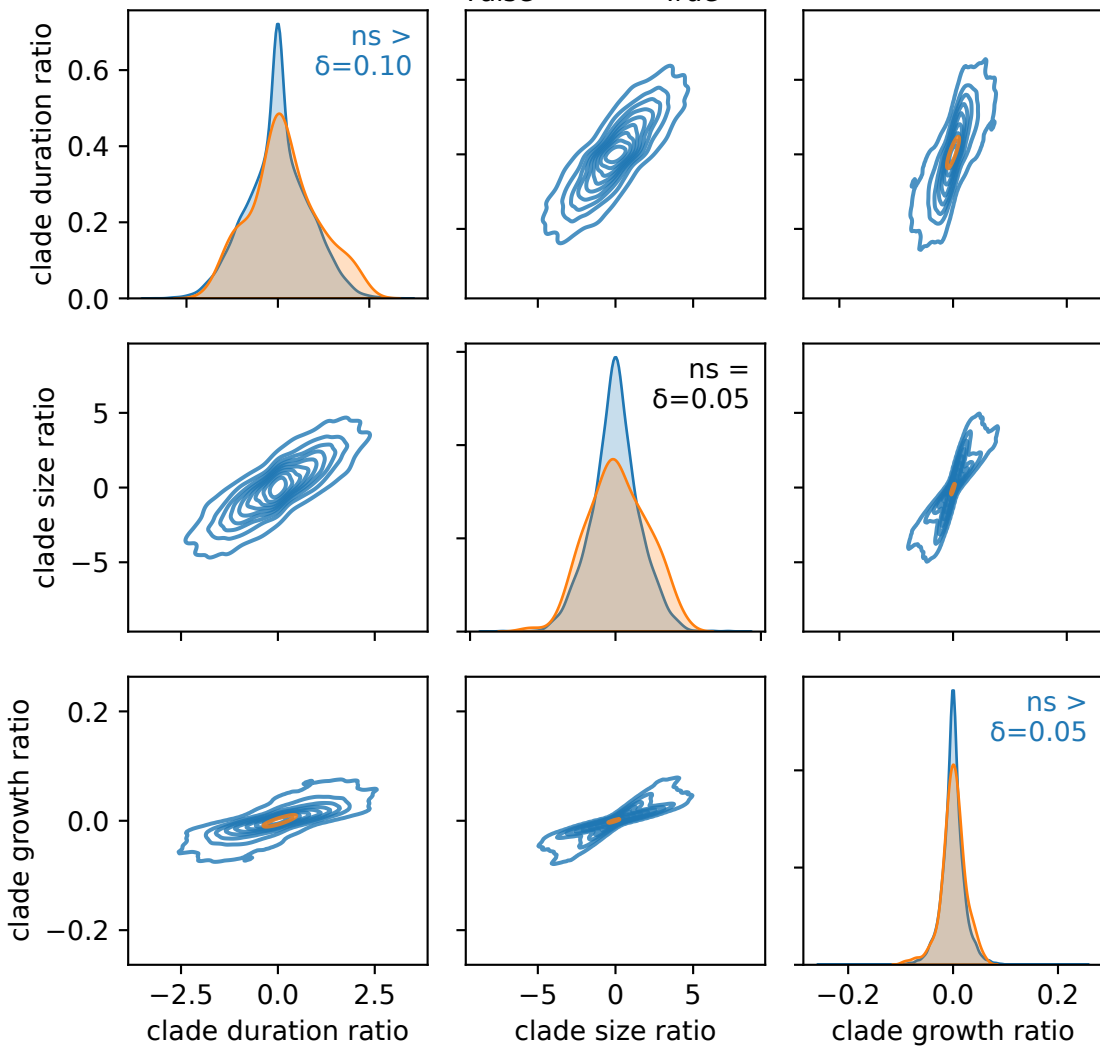 clade duration ratio
0.6
0.4
0.2
0.0
ns >
δ=0.10
clade size ratio
5
0
−5
ns =
δ=0.05
clade growth ratio
0.2
0.0
−0.2
ns >
δ=0.05
−2.5 0.0 2.5
−5 0 5
−0.2 0.0 0.2
clade duration ratio
clade size ratio
clade growth ratio